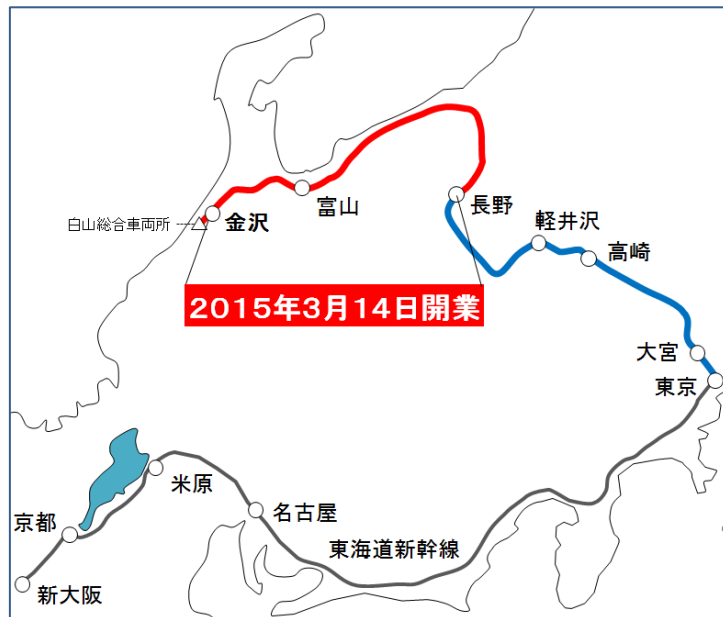 長野
富山
金沢
白山総合車両所
軽井沢
高崎
2015年3月14日開業
大宮
東京
米原
名古屋
京都
東海道新幹線
新大阪